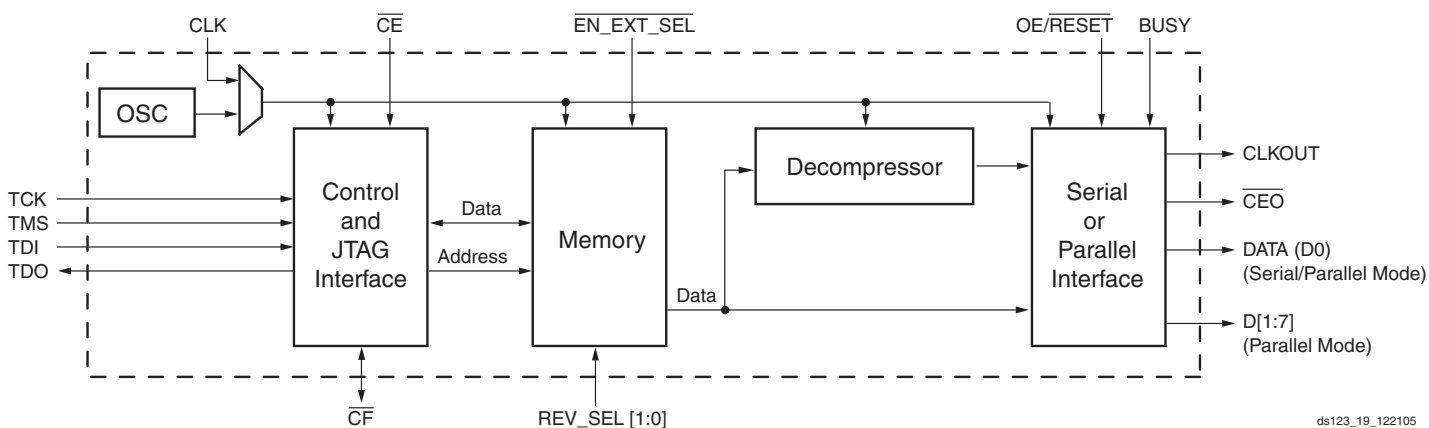 CLK
CE
EN_EXT_SEL
OE/RESET
BUSY
OSC
Control
and
JTAG
Interface
Memory
Decompressor
Serial
or
Parallel
Interface
TCK
TMS
TDI
TDO
Data
Address
Data
CLKOUT
CEO
DATA (D0)
(Serial/Parallel Mode)
D[1:7]
(Parallel Mode)
CF
REV_SEL [1:0]
ds123_19_122105